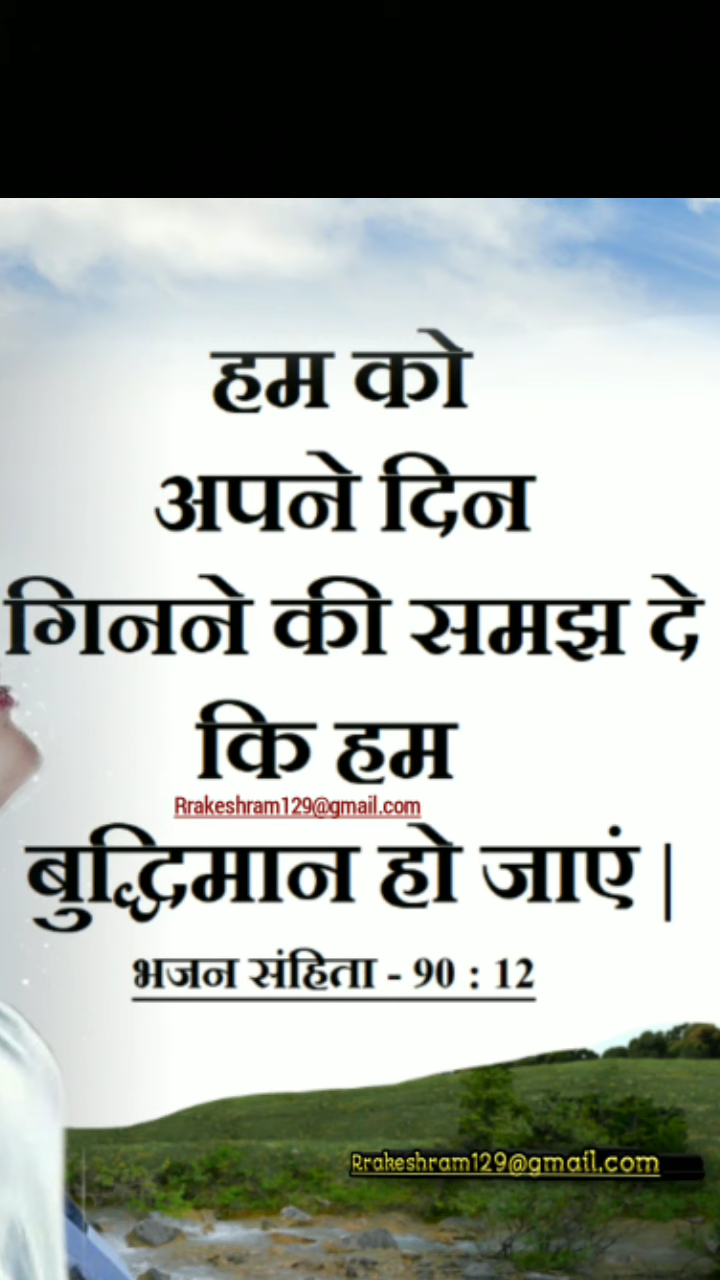 हम को
अपने दिन
गिनने की समझ दे
कि हम
Rrakeshram129@gmail.com
बुद्धिमान हो जाएं |
भजन संहिता - 90 : 12
Rrakeshram129@gmail.com